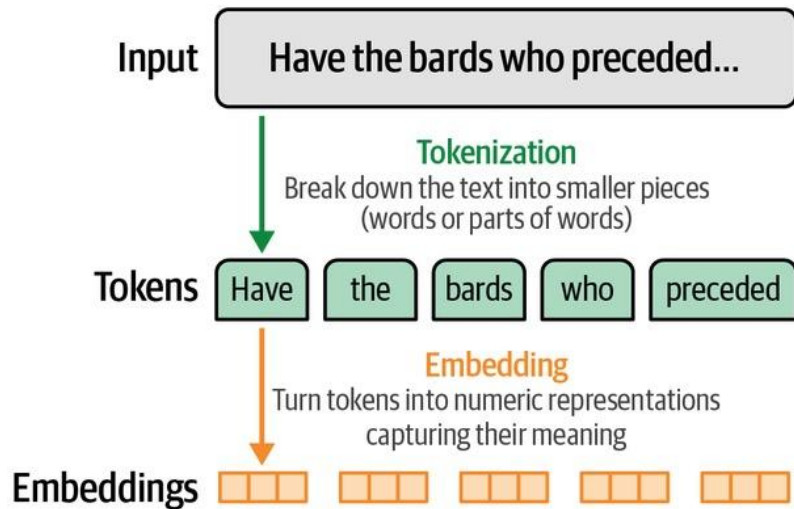 Input
Have the bards who preceded...
Tokenization
Break down the text into smaller pieces
(words or parts of words)
Tokens Have the bards who preceded
Embedding
Turn tokens into numeric representations
capturing their meaning
Embeddings